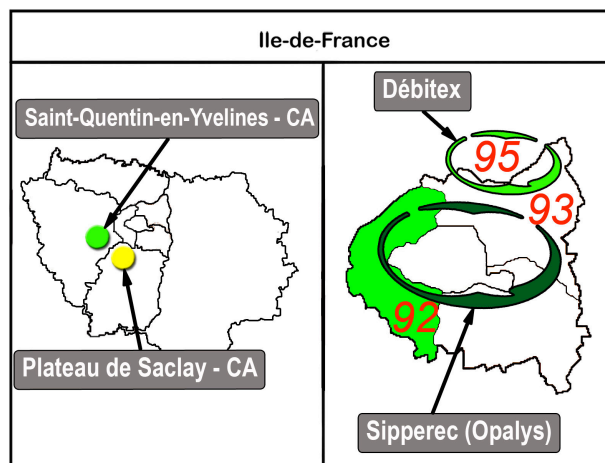 Ile-de-France
Saint-Quentin-en-Yvelines - CA
Plateau de Saclay - CA
Débitex
95
93
92
Sipperec (Opalys)